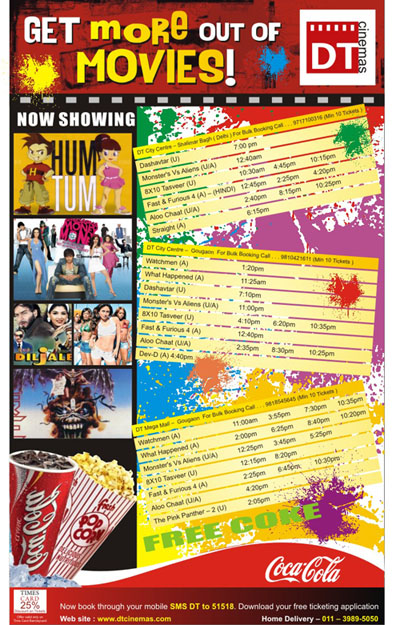 GET moRe OUT OF
MOVIES!
DT
cinemas
NOW SHOWING
HUM
TUM
DT City Centre – Shalimar Bagh ( Delhi ) For Bulk Booking Call . . . 9717100316 (Min 10 Tickets )
Dashavtar (U) 7:00 pm
Monster's Vs Aliens (U/A) 12:40am
8X10 Tasveer (U) 10:30am 4:45pm 10:15pm
Fast & Furious 4 (A) – (HINDI) 12:45pm 2:25pm 4:20pm
Aloo Chaat (U/A) 2:40pm 8:15pm 10:25pm
Straight (A) 6:15pm
DT City Centre – Gougaon For Bulk Booking Call . . . 9810421611 (Min 10 Tickets )
Watchmen (A) 1:20pm
What Happened (A) 11:25am
Dashavtar (U) 7:10pm
Monster's Vs Aliens (U/A) 11:00pm
8X10 Tasveer (U) 4:10pm 6:20pm 10:35pm
Fast & Furious 4 (A) 12:40pm
Aloo Chaat (U/A) 2:35pm 8:30pm 10:25pm
Dev-D (A) 4:40pm
DT Mega Mall – Gougaon For Bulk Booking Call . . . 9818545645 (Min 10 Tickets )
Watchmen (A) 11:00am 3:55pm 7:30pm 10:35pm
What Happened (A) 2:00pm 6:25pm 8:40pm 10:20pm
Monster's Vs Aliens (U/A) 12:25pm 3:45pm 5:25pm
8X10 Tasveer (U) 12:15pm 8:20pm
Fast & Furious 4 (A) 2:25pm 6:45pm 10:30pm
Aloo Chaat (U/A) 4:20pm
The Pink Panther – 2 (U) 2:05pm
FREE COKE
Coca-Cola
POP
CORN
Coca-Cola
TIMES
CARD
25%
Now book through your mobile SMS DT to 51518. Download your free ticketing application
Web site : www.dtcinemas.com Home Delivery – 011 – 3989-5050